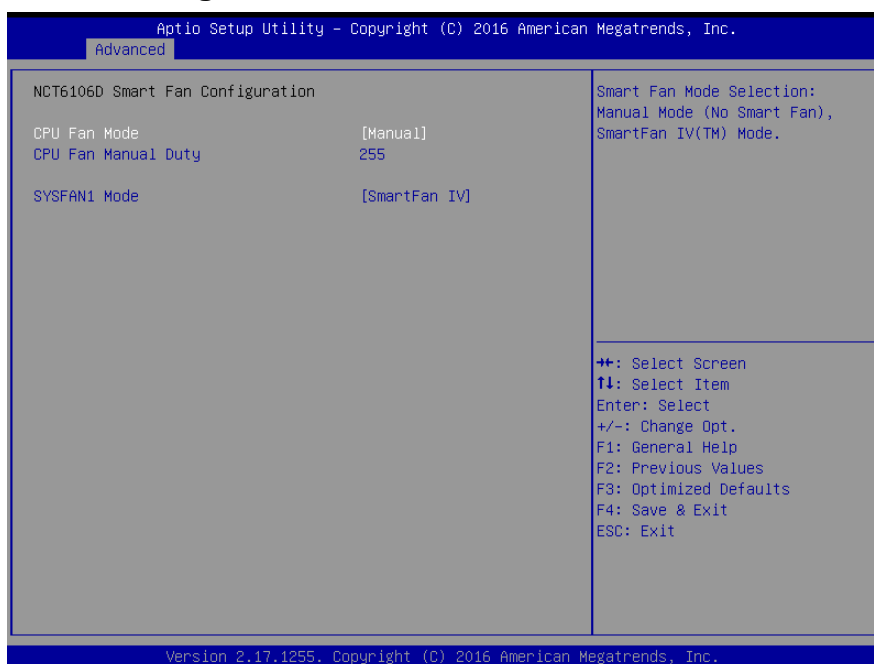 Aptio Setup Utility – Copyright (C) 2016 American Megatrends, Inc.
Advanced
NCT6106D Smart Fan Configuration
CPU Fan Mode [Manual]
CPU Fan Manual Duty 255
SYSFAN1 Mode [SmartFan IV]
Smart Fan Mode Selection:
Manual Mode (No Smart Fan),
SmartFan IV(TM) Mode.
→←: Select Screen
↑↓: Select Item
Enter: Select
+/-: Change Opt.
F1: General Help
F2: Previous Values
F3: Optimized Defaults
F4: Save & Exit
ESC: Exit
Version 2.17.1255. Copyright (C) 2016 American Megatrends, Inc.